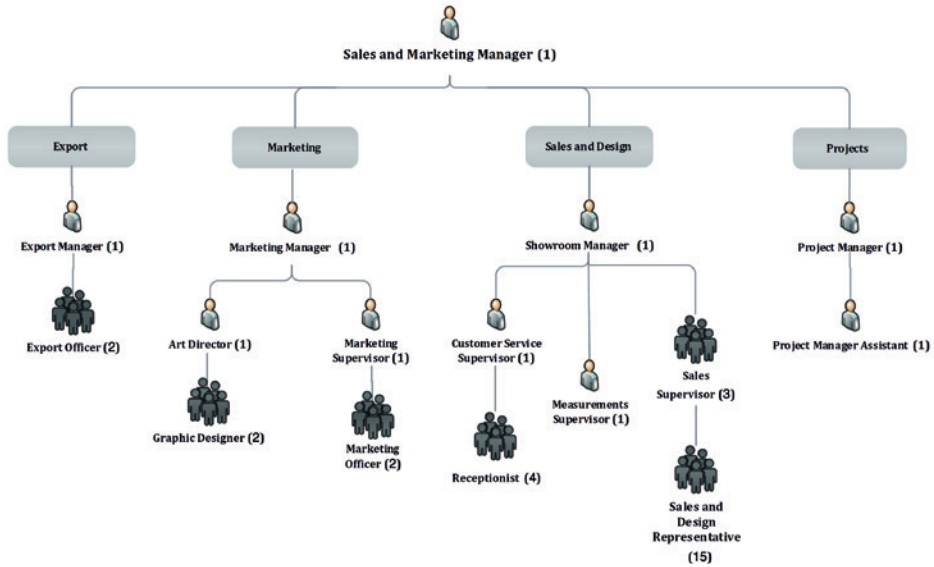 Sales and Marketing Manager (1)
Export
Marketing
Sales and Design
Projects
Export Manager (1)
Marketing Manager (1)
Showroom Manager (1)
Project Manager (1)
Export Officer (2)
Art Director (1)
Marketing
Supervisor (1)
Customer Service
Supervisor (1)
Sales
Supervisor (3)
Project Manager Assistant (1)
Measurements
Supervisor (1)
Graphic Designer (2)
Marketing
Officer (2)
Receptionist (4)
Sales and
Design
Representative
(15)